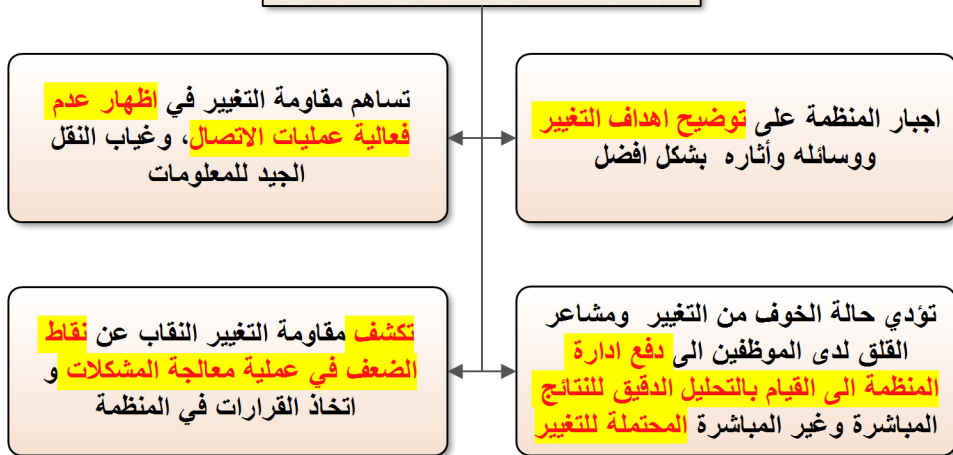 اجبار المنظمة على توضيح اهداف التغيير
ووسائله وأثاره بشكل افضل
تساهم مقاومة التغيير في اظهار عدم
فعالية عمليات الاتصال، وغياب النقل
الجيد للمعلومات
تؤدي حالة الخوف من التغيير ومشاعر
القلق لدى الموظفين الى دفع ادارة
المنظمة الى القيام بالتحليل الدقيق للنتائج
المباشرة وغير المباشرة المحتملة للتغيير
تكشف مقاومة التغيير النقاب عن نقاط
الضعف في عملية معالجة المشكلات و
اتخاذ القرارات في المنظمة